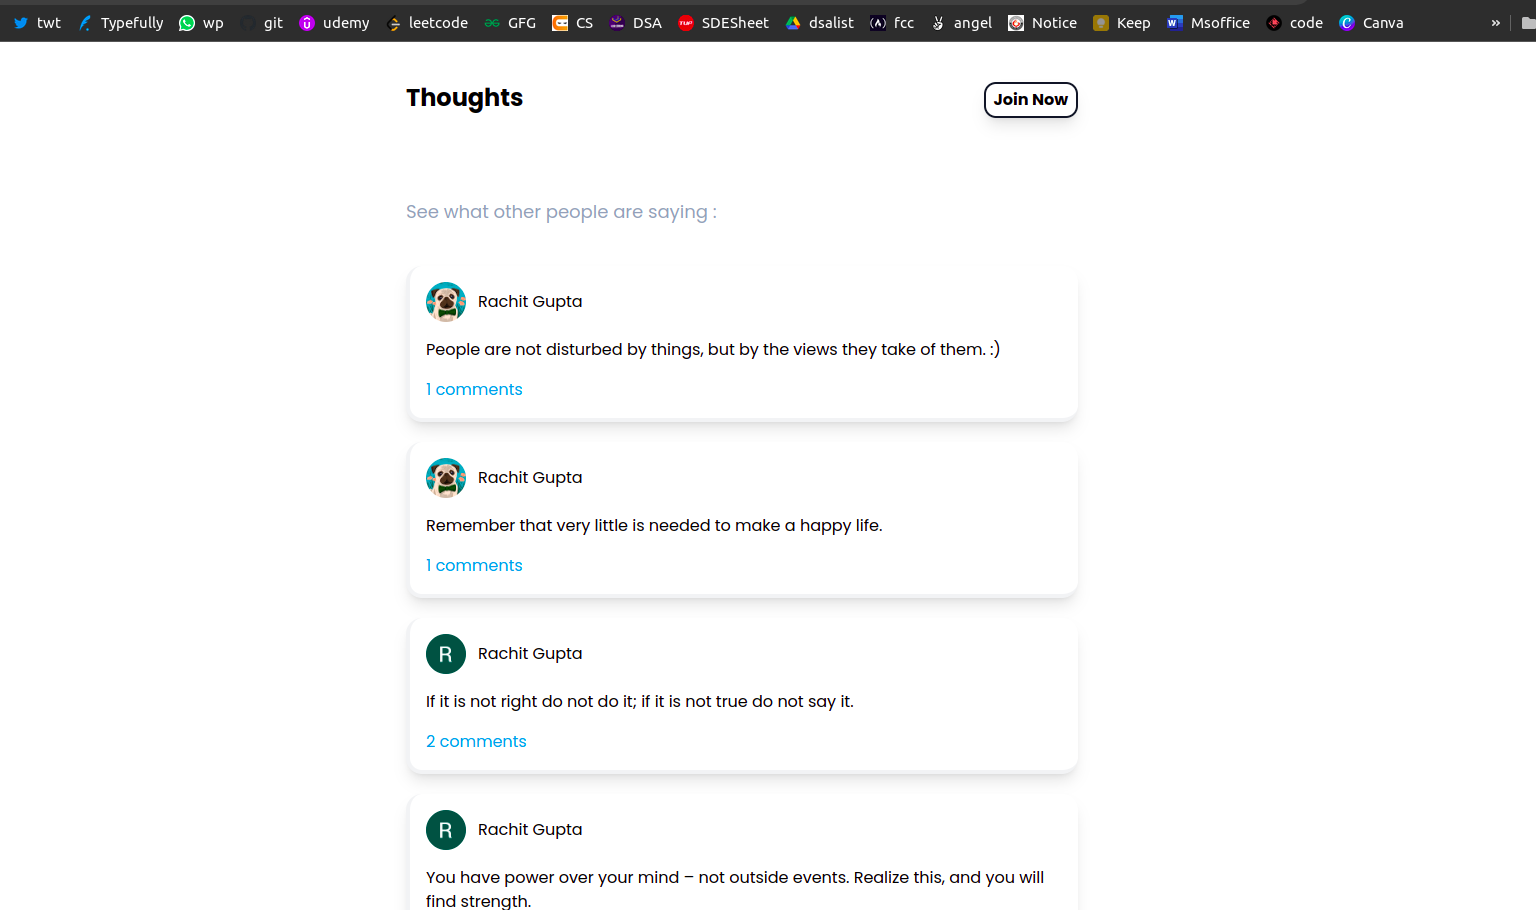 twt Typefully wp git udemy leetcode GFG CS DSA SDESheet dsalist fcc angel Notice Keep Msoffice code Canva »
Thoughts
Join Now
See what other people are saying :
Rachit Gupta
People are not disturbed by things, but by the views they take of them. :)
1 comments
Rachit Gupta
Remember that very little is needed to make a happy life.
1 comments
R
Rachit Gupta
If it is not right do not do it; if it is not true do not say it.
2 comments
R
Rachit Gupta
You have power over your mind – not outside events. Realize this, and you will
find strength.